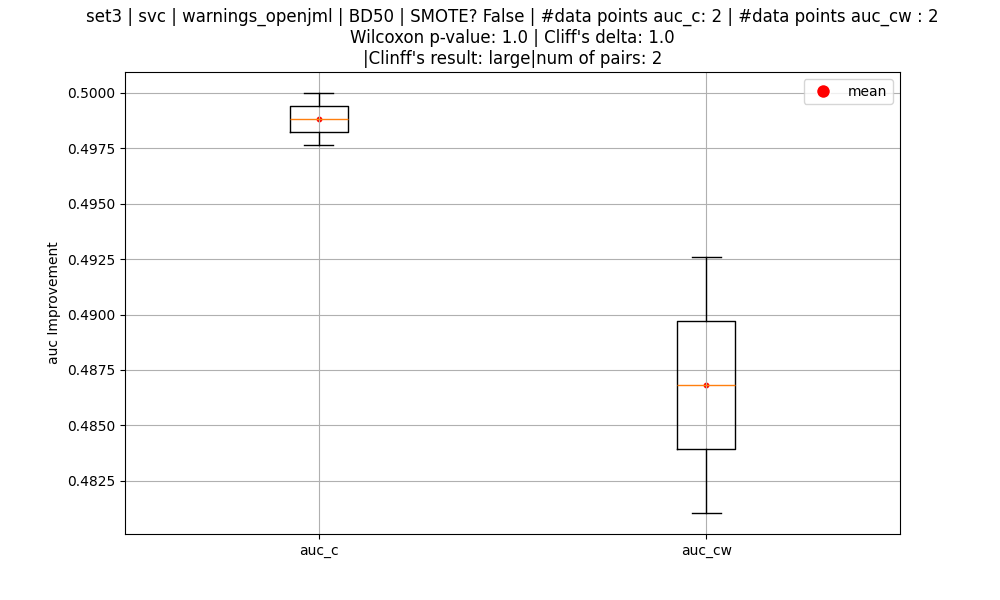 set3 | svc | warnings_openjml | BD50 | SMOTE? False | #data points auc_c: 2 | #data points auc_cw : 2
Wilcoxon p-value: 1.0 | Cliff's delta: 1.0
|Clinff's result: large|num of pairs: 2
mean
0.5000
0.4975
0.4950
0.4925
0.4900
0.4875
0.4850
0.4825
auc Improvement
auc_c
auc_cw